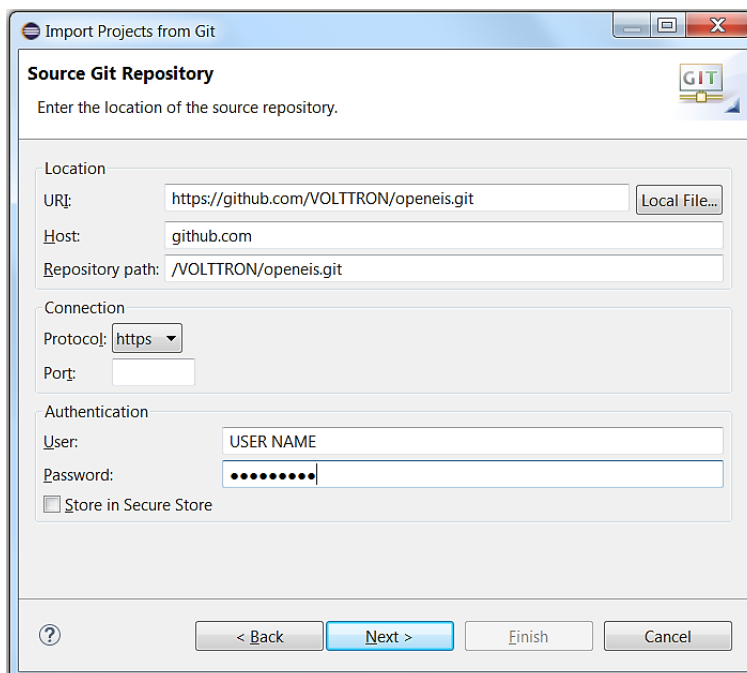 Import Projects from Git
Source Git Repository
GIT
Enter the location of the source repository.
Location
URI: https://github.com/VOLTTRON/openeis.git Local File...
Host: github.com
Repository path: /VOLTTRON/openeis.git
Connection
Protocol: https
Port:
Authentication
User: USER NAME
Password: ●●●●●●●●●
Store in Secure Store
? < Back Next > Finish Cancel